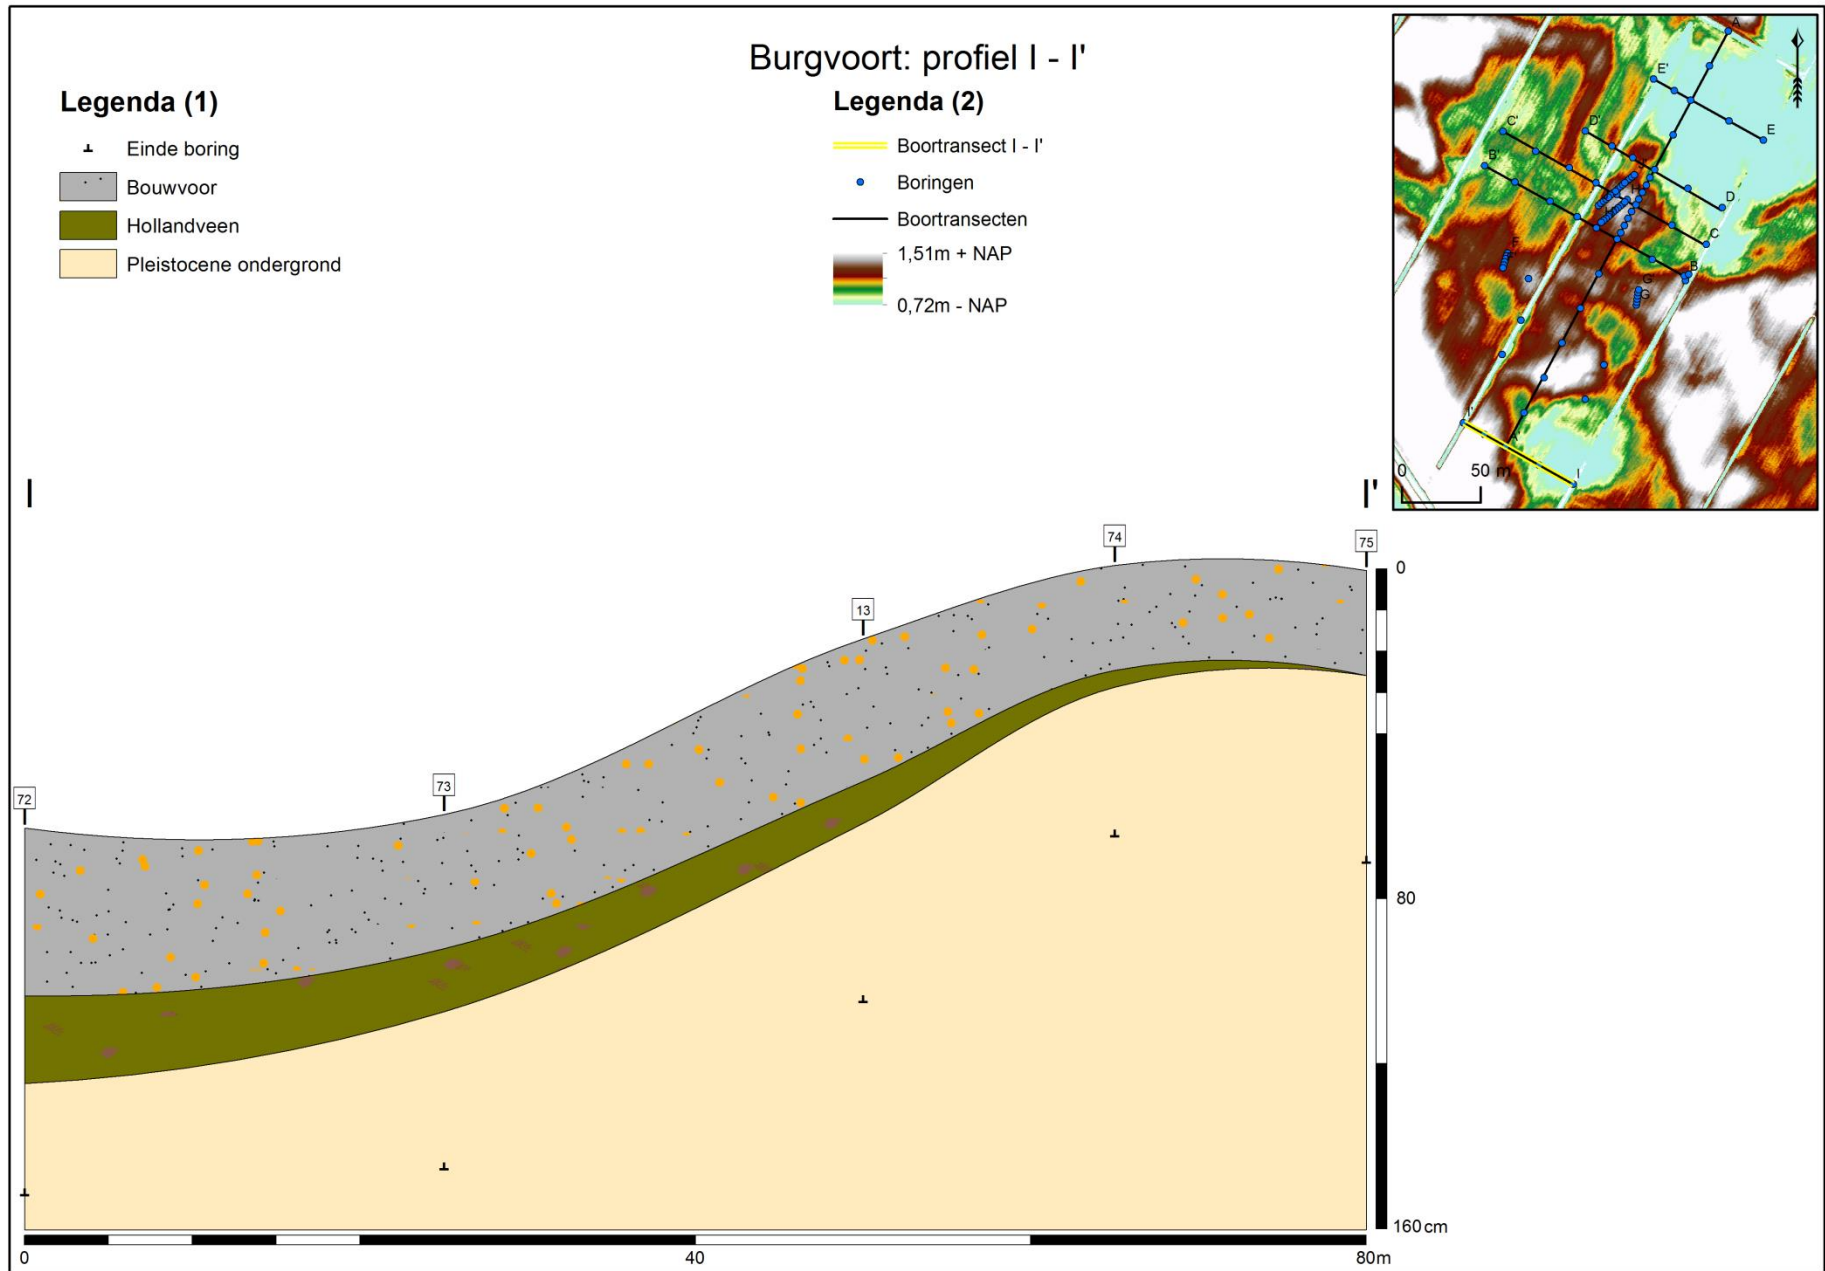 Burgvoort: profiel I - I'
Legenda (1)
Einde boring
Bouwvoor
Hollandveen
Pleistocene ondergrond
Legenda (2)
Boortransect I - I'
Boringen
Boortransecten
1,51m + NAP
0,72m - NAP
A
E'
E
C'
D'
B'
D
C
B
F
G'
G
A'
I
0
50 m
I
I'
72
73
13
74
75
0
80
160 cm
0
40
80m